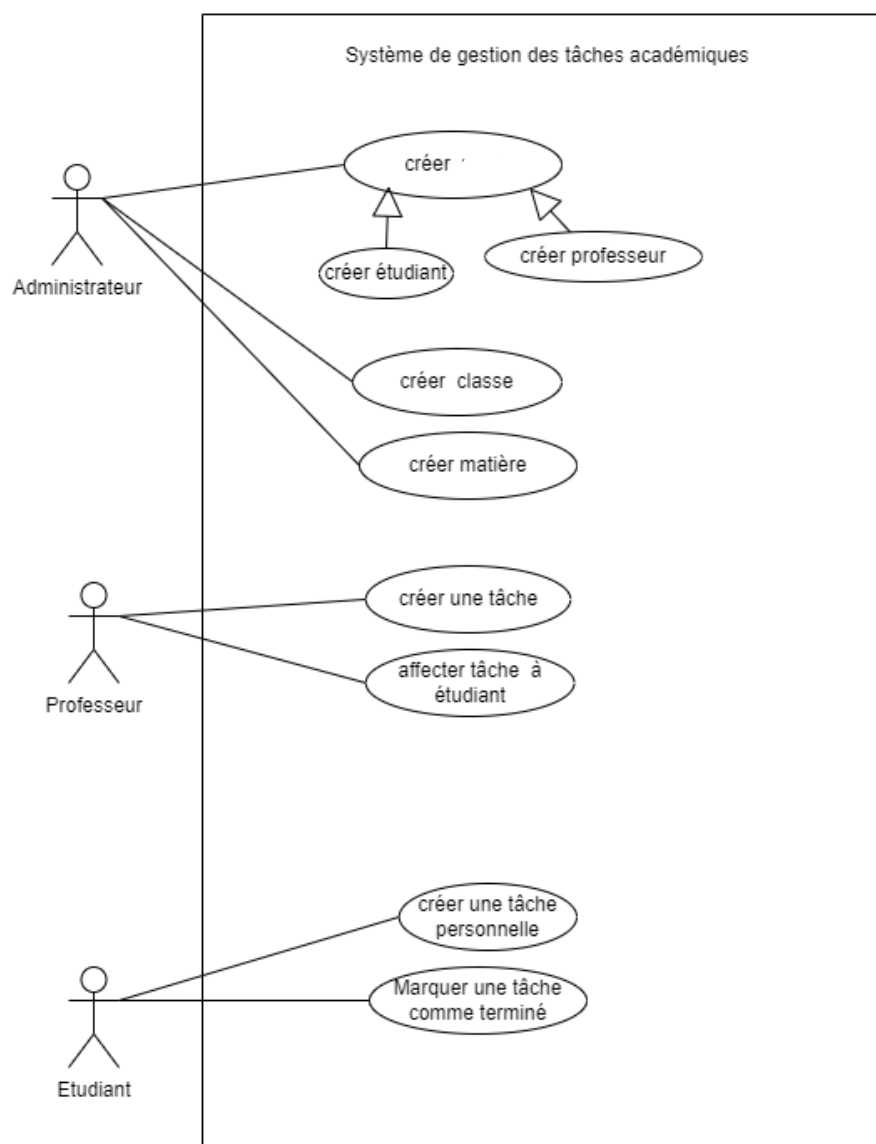 Système de gestion des tâches académiques
créer
créer étudiant
créer professeur
Administrateur
créer classe
créer matière
créer une tâche
affecter tâche à
étudiant
Professeur
créer une tâche
personnelle
Marquer une tâche
comme terminé
Etudiant